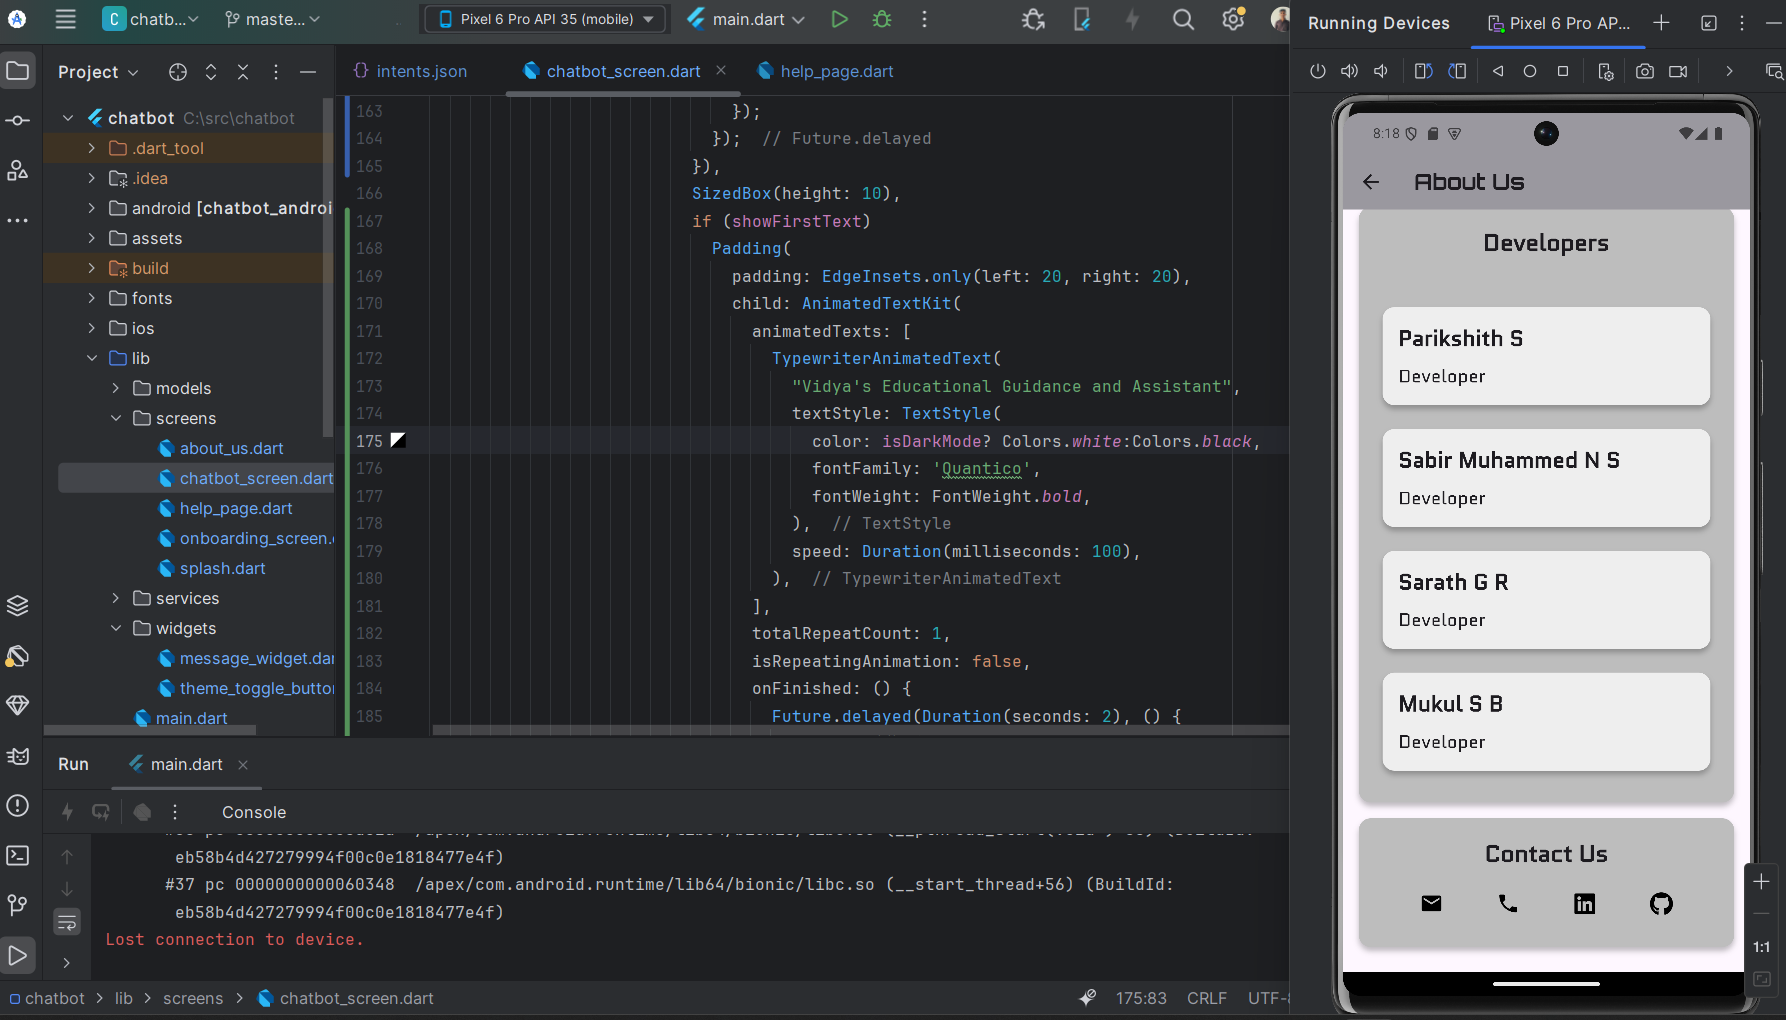 C chatb...
maste...
Pixel 6 Pro API 35 (mobile)
main.dart
Project
chatbot C:\src\chatbot
.dart_tool
.idea
android [chatbot_androi
assets
build
fonts
ios
lib
models
screens
about_us.dart
chatbot_screen.dart
help_page.dart
onboarding_screen.
splash.dart
services
widgets
message_widget.dar
theme_toggle_butto
main.dart
{} intents.json
chatbot_screen.dart
help_page.dart
163 });
164 }); // Future.delayed
165 }),
166 SizedBox(height: 10),
167 if (showFirstText)
168 Padding(
169 padding: EdgeInsets.only(left: 20, right: 20),
170 child: AnimatedTextKit(
171 animatedTexts: [
172 TypewriterAnimatedText(
173 "Vidya's Educational Guidance and Assistant",
174 textStyle: TextStyle(
175 color: isDarkMode? Colors.white:Colors.black,
176 fontFamily: 'Quantico',
177 fontWeight: FontWeight.bold,
178 ), // TextStyle
179 speed: Duration(milliseconds: 100),
180 ), // TypewriterAnimatedText
181 ],
182 totalRepeatCount: 1,
183 isRepeatingAnimation: false,
184 onFinished: () {
185 Future.delayed(Duration(seconds: 2), () {
Run
main.dart
Console
eb58b4d427279994f00c0e1818477e4f)
#37 pc 0000000000060348 /apex/com.android.runtime/lib64/bionic/libc.so (__start_thread+56) (BuildId:
eb58b4d427279994f00c0e1818477e4f)
Lost connection to device.
chatbot > lib > screens > chatbot_screen.dart
175:83 CRLF UTF-8
Running Devices
Pixel 6 Pro AP...
8:18
About Us
Developers
Parikshith S
Developer
Sabir Muhammed N S
Developer
Sarath G R
Developer
Mukul S B
Developer
Contact Us
1:1